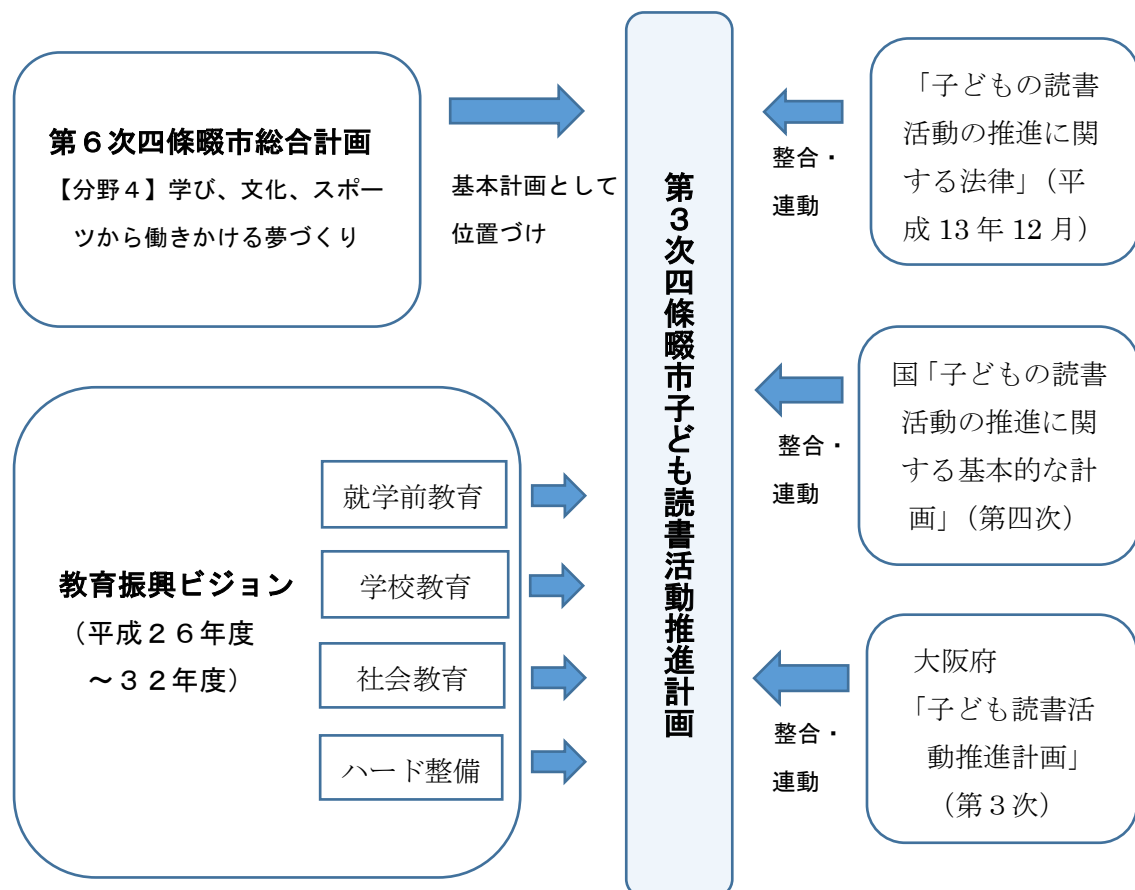 第６次四條畷市総合計画
【分野４】学び、文化、スポー
ツから働きかける夢づくり
基本計画として
位置づけ
教育振興ビジョン
（平成２６年度
～３２年度）
就学前教育
学校教育
社会教育
ハード整備
第３次四條畷市子ども読書活動推進計画
整合・
連動
「子どもの読書
活動の推進に関
する法律」（平
成 13 年 12 月）
整合・
連動
国「子どもの読書
活動の推進に関
する基本的な計
画」（第四次）
整合・
連動
大阪府
「子ども読書活
動推進計画」
（第３次）